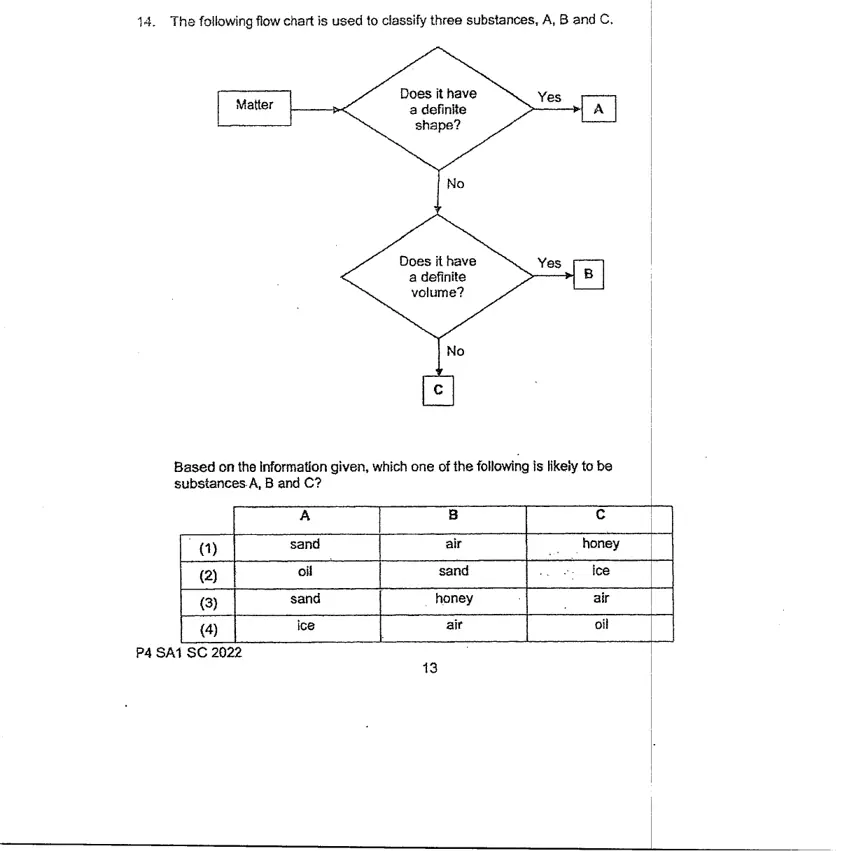 14. The following flow chart is used to classify three substances, A, B and C.
Matter
Does it have
a definite
shape?
Yes
A
No
Does it have
a definite
volume?
Yes
B
No
C
Based on the information given, which one of the following is likely to be
substances A, B and C?
A B C
(1) sand air honey
(2) oil sand ice
(3) sand honey air
(4) ice air oil
P4 SA1 SC 2022
13